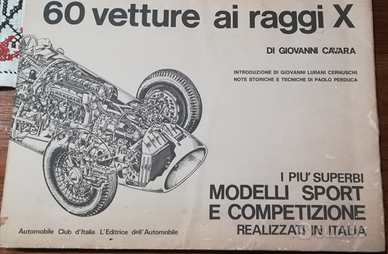 60 vetture ai raggi X
DI GIOVANNI CAVARA
INTRODUZIONE DI GIOVANNI LURANI CERNUSCHI
NOTE STORICHE E TECNICHE DI PAOLO PERDUCA
I PIU' SUPERBI
MODELLI SPORT
E COMPETIZIONE
REALIZZATI IN ITALIA
Automobile Club d'Italia L'Editrice dell'Automobile